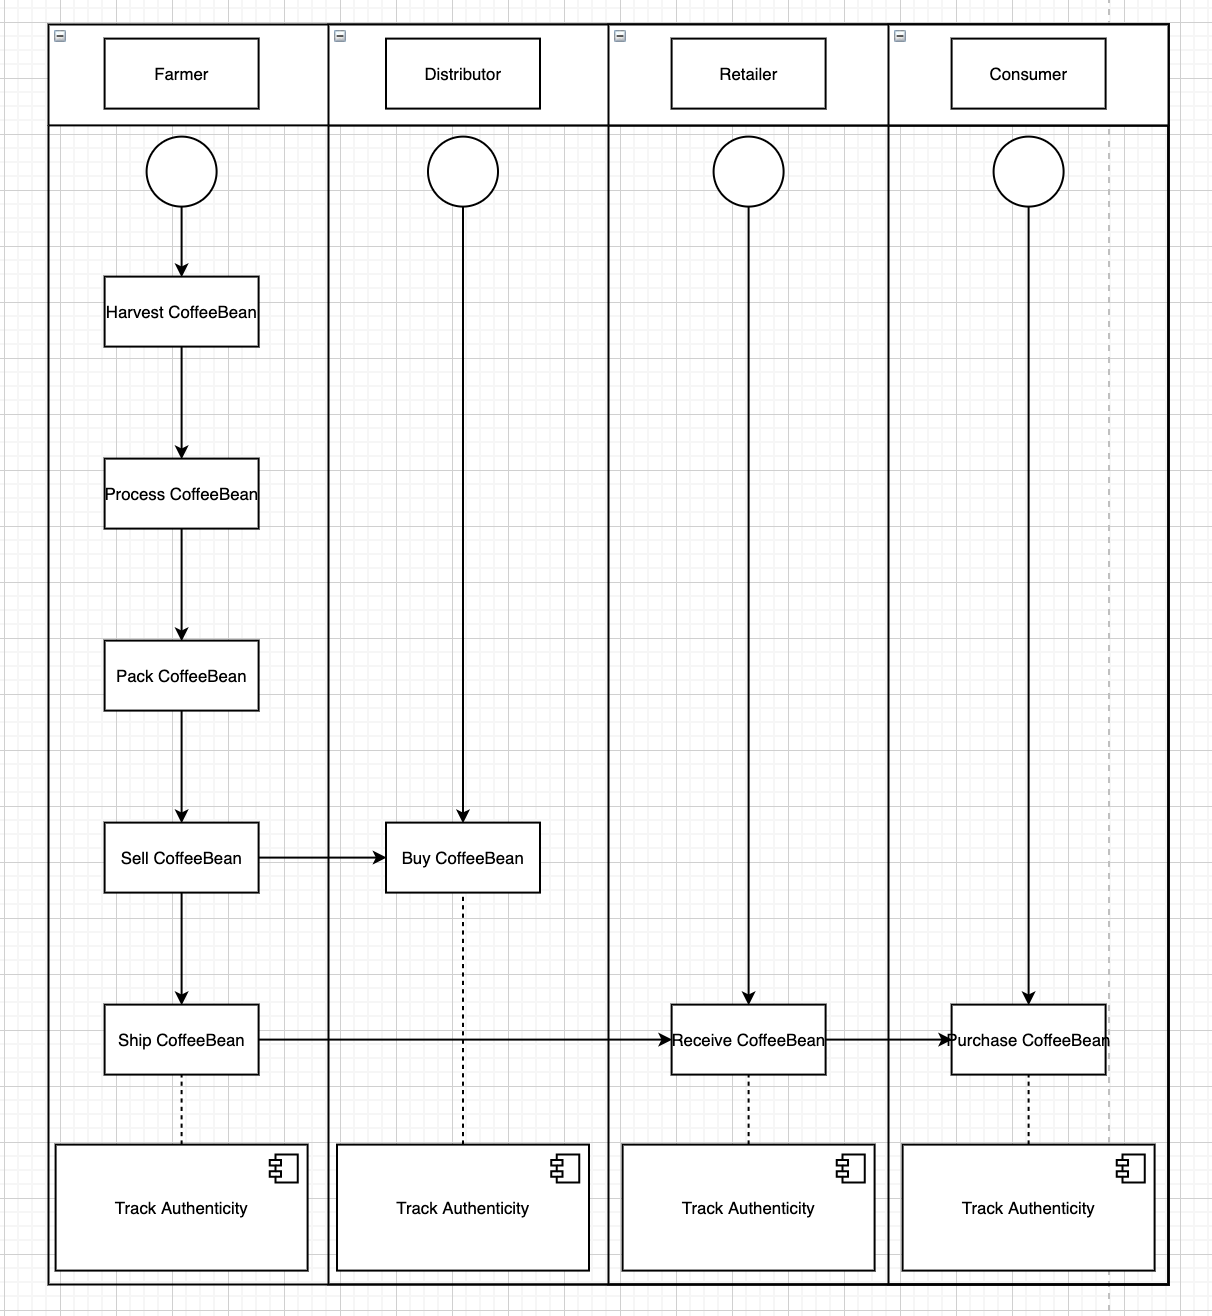 Farmer
Distributor
Retailer
Consumer
Harvest CoffeeBean
Process CoffeeBean
Pack CoffeeBean
Sell CoffeeBean
Buy CoffeeBean
Ship CoffeeBean
Receive CoffeeBean
Purchase CoffeeBean
Track Authenticity
Track Authenticity
Track Authenticity
Track Authenticity